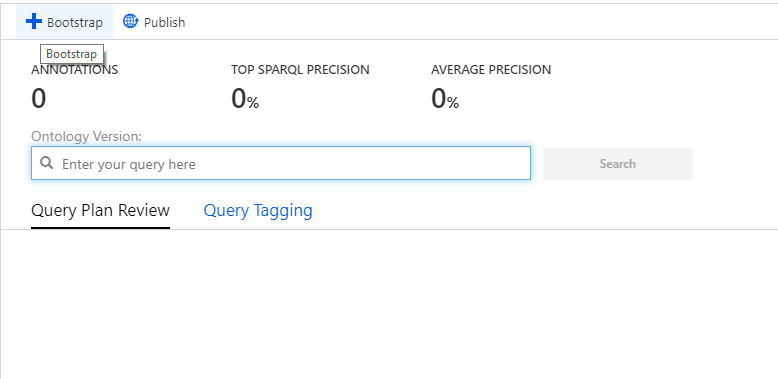 Bootstrap Publish
Bootstrap
ANNOTATIONS TOP SPARQL PRECISION AVERAGE PRECISION
0 0% 0%
Ontology Version:
Enter your query here Search
Query Plan Review Query Tagging